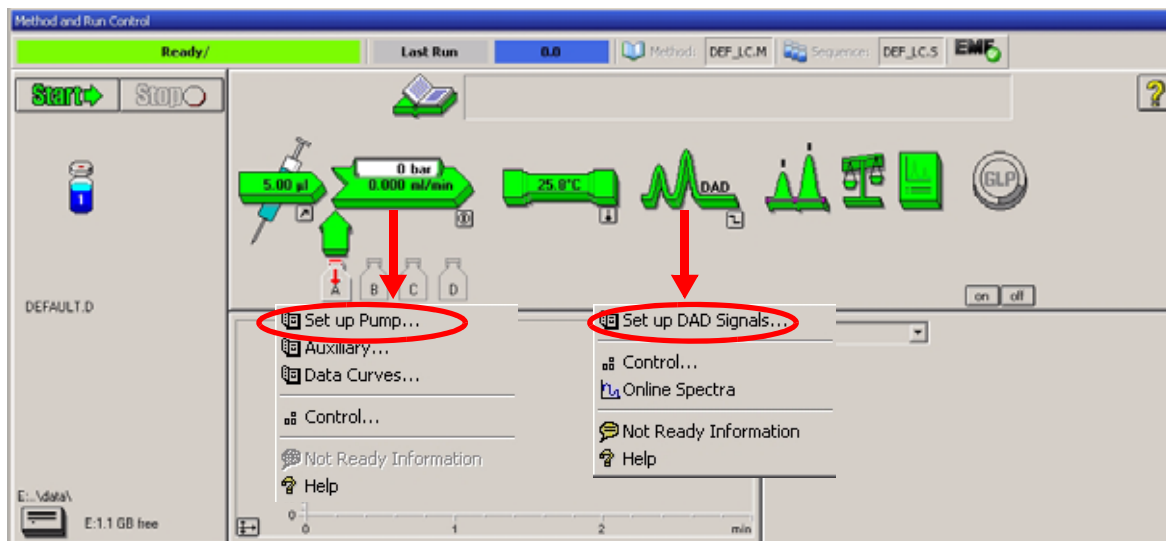 Method and Run Control
Ready/ Last Run 0.0 Method: DEF_LC.M Sequence: DEF_LC.S EMF
Start Stop
?
5.00 µl
0 bar
0.000 ml/min
25.0°C
DAD
GLP
1
A B C D
on off
DEFAULT.D
Set up Pump...
Auxiliary...
Data Curves...
Control...
Not Ready Information
Help
Set up DAD Signals...
Control...
Online Spectra
Not Ready Information
Help
E:..\data\
E:1.1 GB free
0
0 1 2 min